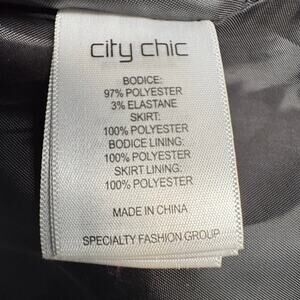 city chic
BODICE:
97% POLYESTER
3% ELASTANE
SKIRT:
100% POLYESTER
BODICE LINING:
100% POLYESTER
SKIRT LINING:
100% POLYESTER
MADE IN CHINA
SPECIALTY FASHION GROUP